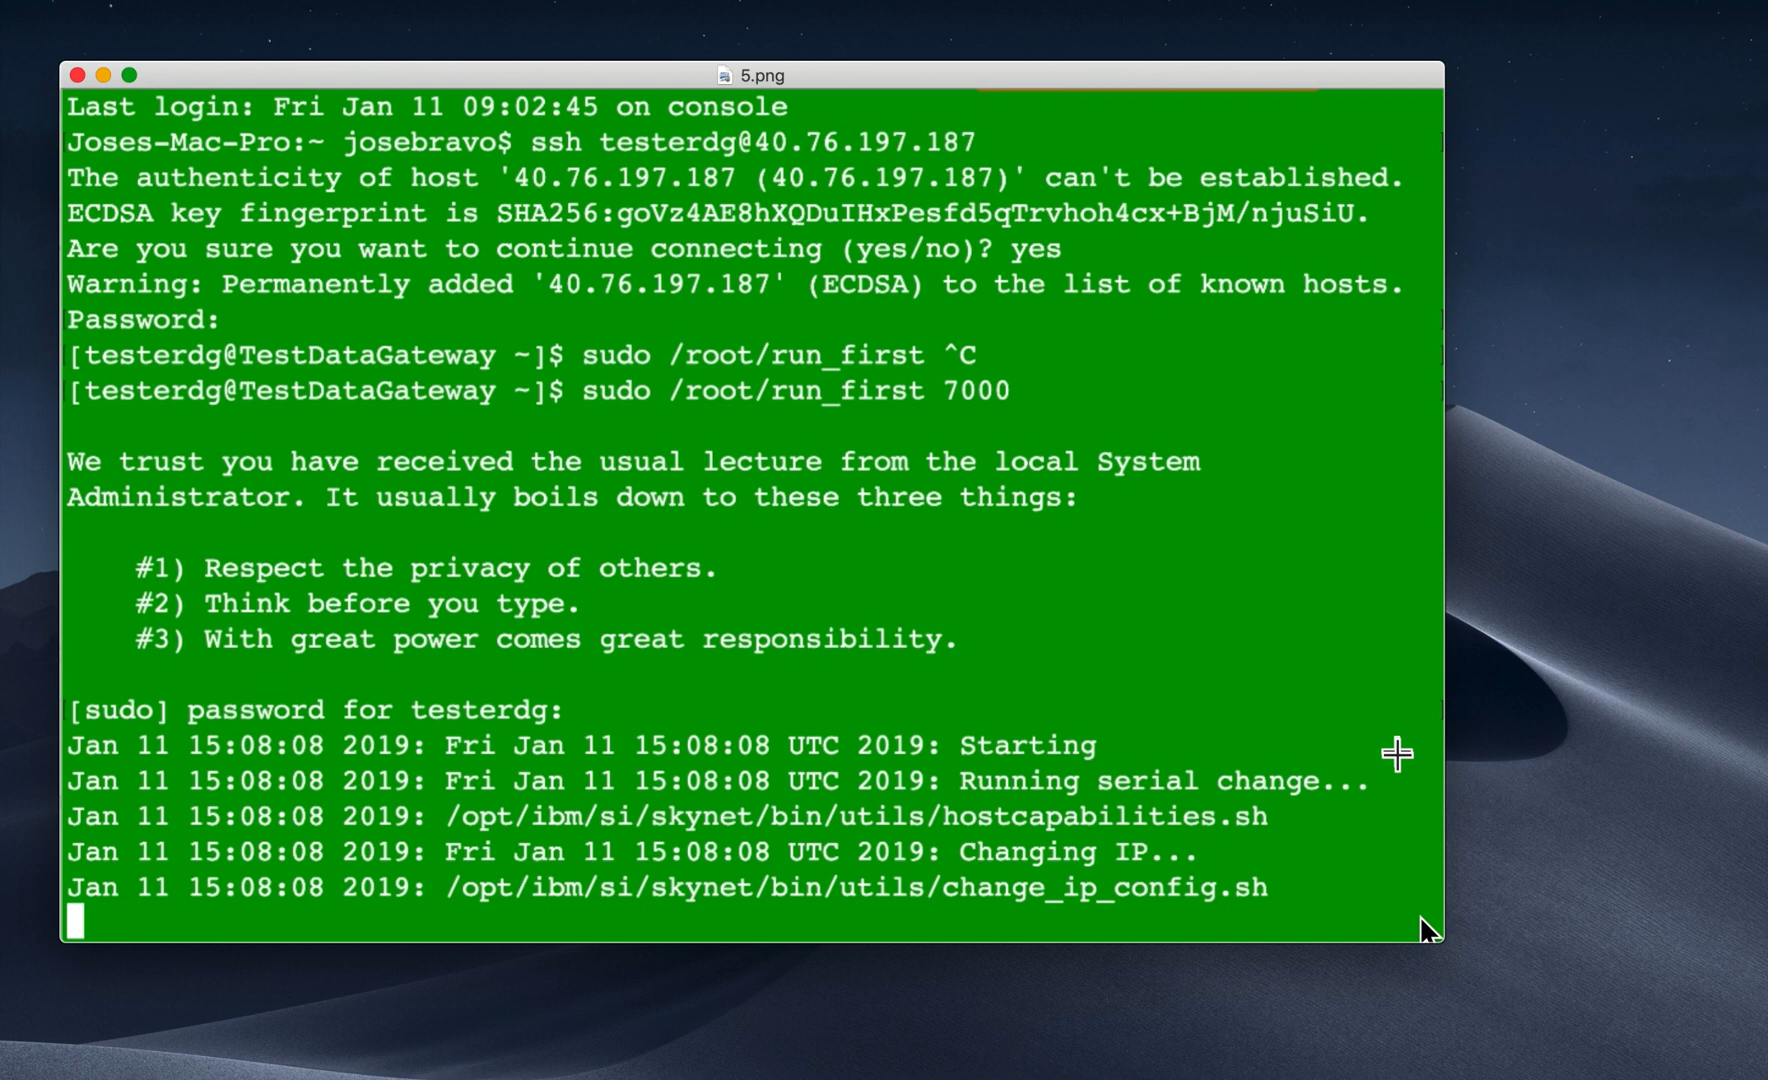 5.png
Last login: Fri Jan 11 09:02:45 on console
Joses-Mac-Pro:~ josebravo$ ssh testerdg@40.76.197.187
The authenticity of host '40.76.197.187 (40.76.197.187)' can't be established.
ECDSA key fingerprint is SHA256:goVz4AE8hXQDuIHxPesfd5qTrvhoh4cx+BjM/njuSiU.
Are you sure you want to continue connecting (yes/no)? yes
Warning: Permanently added '40.76.197.187' (ECDSA) to the list of known hosts.
Password:
[testerdg@TestDataGateway ~]$ sudo /root/run_first ^C
[testerdg@TestDataGateway ~]$ sudo /root/run_first 7000
We trust you have received the usual lecture from the local System
Administrator. It usually boils down to these three things:
#1) Respect the privacy of others.
#2) Think before you type.
#3) With great power comes great responsibility.
[sudo] password for testerdg:
Jan 11 15:08:08 2019: Fri Jan 11 15:08:08 UTC 2019: Starting
Jan 11 15:08:08 2019: Fri Jan 11 15:08:08 UTC 2019: Running serial change...
Jan 11 15:08:08 2019: /opt/ibm/si/skynet/bin/utils/hostcapabilities.sh
Jan 11 15:08:08 2019: Fri Jan 11 15:08:08 UTC 2019: Changing IP...
Jan 11 15:08:08 2019: /opt/ibm/si/skynet/bin/utils/change_ip_config.sh